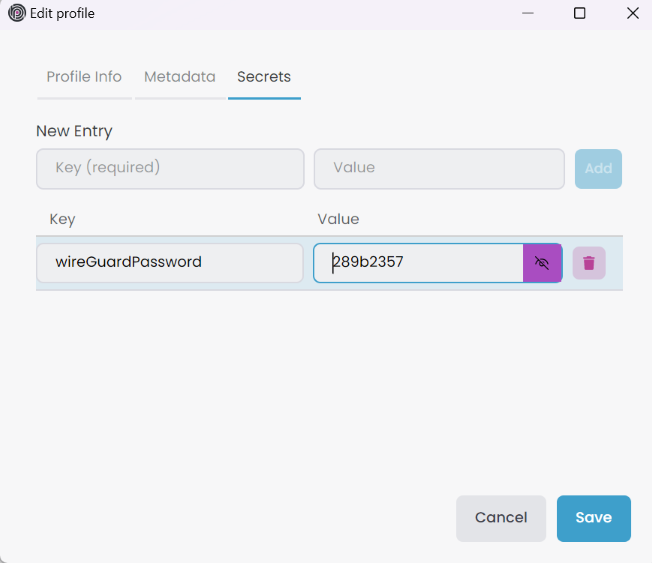 Edit profile
Profile Info Metadata Secrets
New Entry
Key (required) Value Add
Key Value
wireGuardPassword 289b2357
Cancel Save